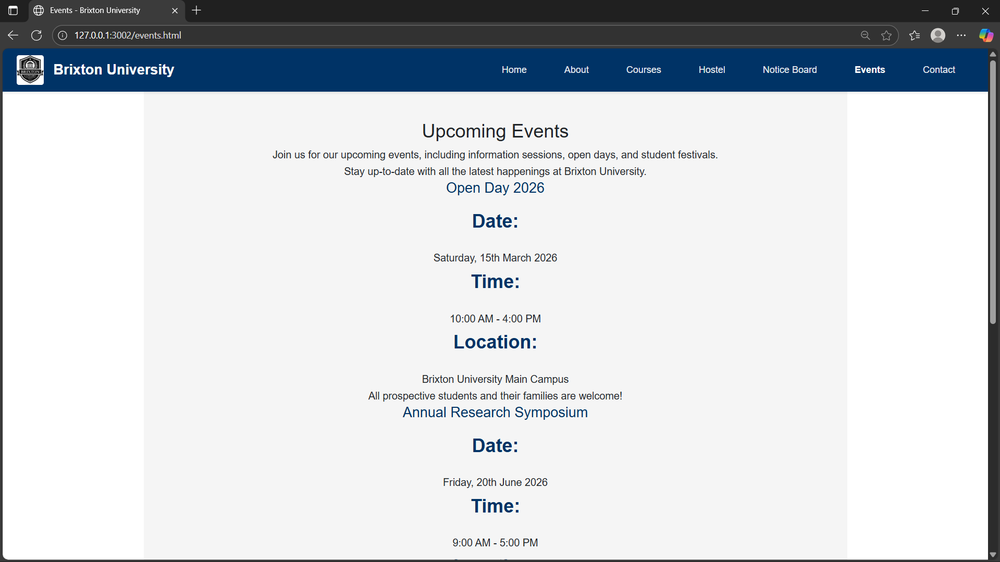 Events - Brixton University
127.0.0.1:3002/events.html
BRIXTON
UNIVERSITY
Brixton University
Home
About
Courses
Hostel
Notice Board
Events
Contact
Upcoming Events
Join us for our upcoming events, including information sessions, open days, and student festivals.
Stay up-to-date with all the latest happenings at Brixton University.
Open Day 2026
Date:
Saturday, 15th March 2026
Time:
10:00 AM - 4:00 PM
Location:
Brixton University Main Campus
All prospective students and their families are welcome!
Annual Research Symposium
Date:
Friday, 20th June 2026
Time:
9:00 AM - 5:00 PM